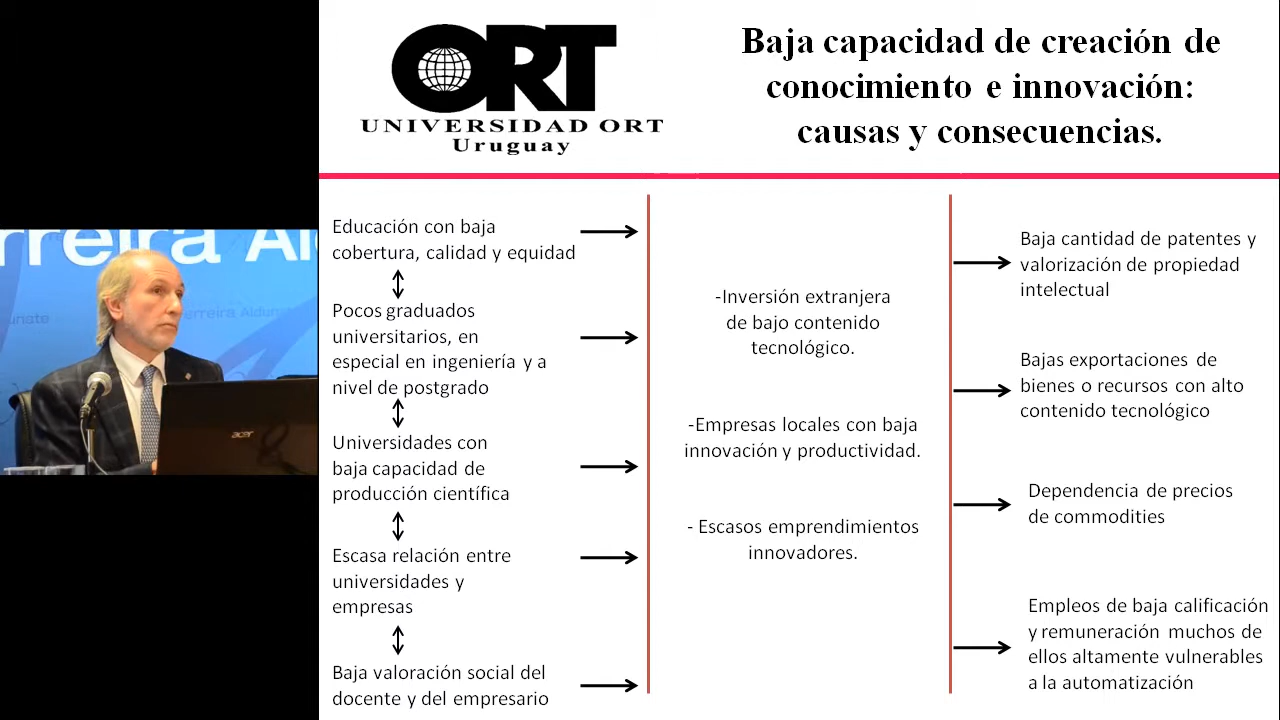 ORT
UNIVERSIDAD ORT
Uruguay
Baja capacidad de creación de
conocimiento e innovación:
causas y consecuencias.
Educación con baja
cobertura, calidad y equidad
Pocos graduados
universitarios, en
especial en ingeniería y a
nivel de postgrado
Universidades con
baja capacidad de
producción científica
Escasa relación entre
universidades y
empresas
Baja valoración social del
docente y del empresario
-Inversión extranjera
de bajo contenido
tecnológico.
-Empresas locales con baja
innovación y productividad.
- Escasos emprendimientos
innovadores.
Baja cantidad de patentes y
valorización de propiedad
intelectual
Bajas exportaciones de
bienes o recursos con alto
contenido tecnológico
Dependencia de precios
de commodities
Empleos de baja calificación
y remuneración muchos de
ellos altamente vulnerables
a la automatización
erreira Al
erreira Aldun
unate
acer